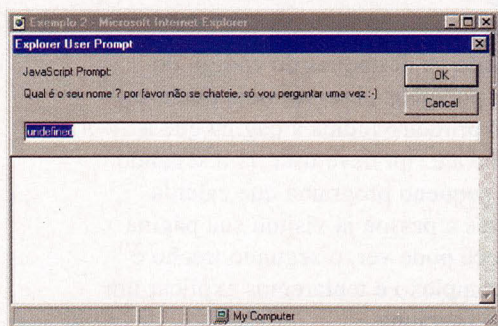 Exemplo 2 - Microsoft Internet Explorer
Explorer User Prompt
JavaScript Prompt:
OK
Qual é o seu nome ? por favor não se chateie, só vou perguntar uma vez :-)
Cancel
undefined
My Computer